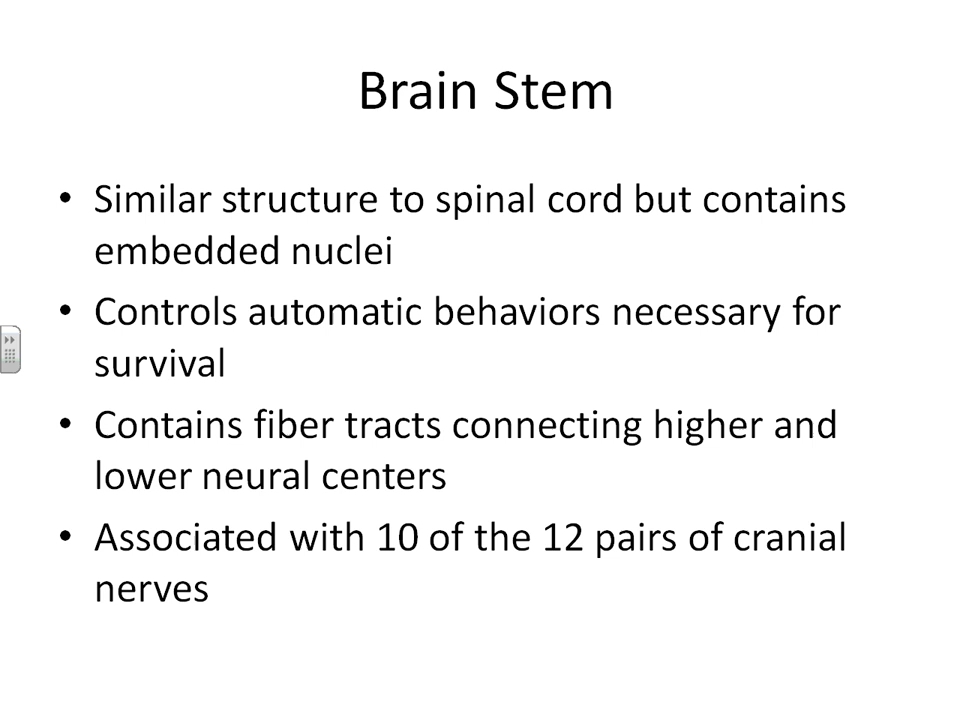 Brain Stem
• Similar structure to spinal cord but contains
embedded nuclei
• Controls automatic behaviors necessary for
survival
• Contains fiber tracts connecting higher and
lower neural centers
• Associated with 10 of the 12 pairs of cranial
nerves